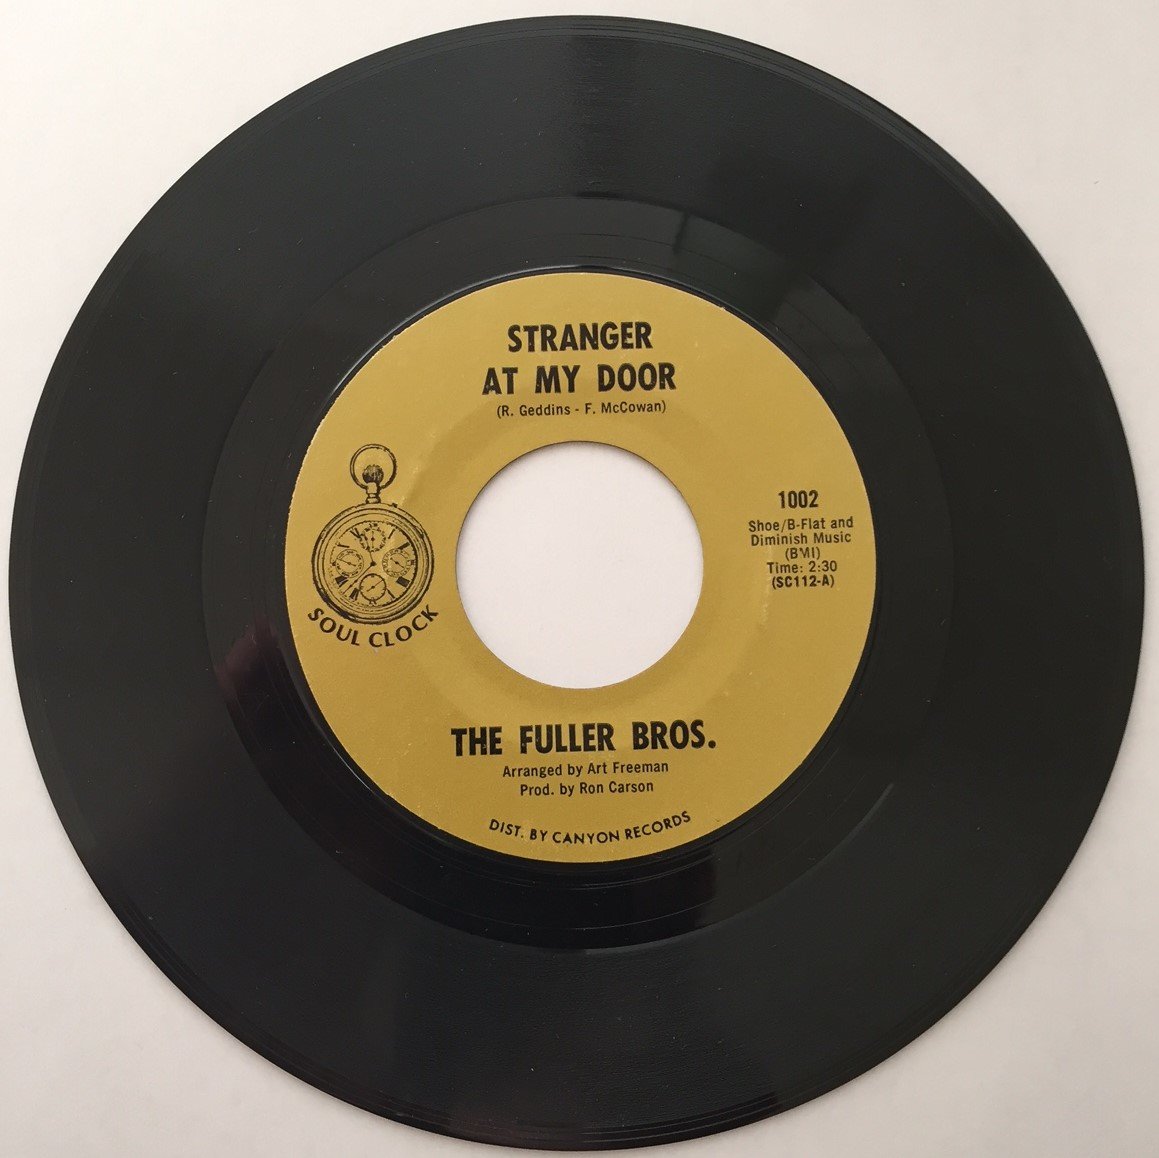 STRANGER
AT MY DOOR
(R. Geddins - F. McCowan)
SOUL CLOCK
1002
Shoe/B-Flat and
Diminish Music
(BMI)
Time: 2:30
(SC112-A)
THE FULLER BROS.
Arranged by Art Freeman
Prod. by Ron Carson
DIST. BY CANYON RECORDS